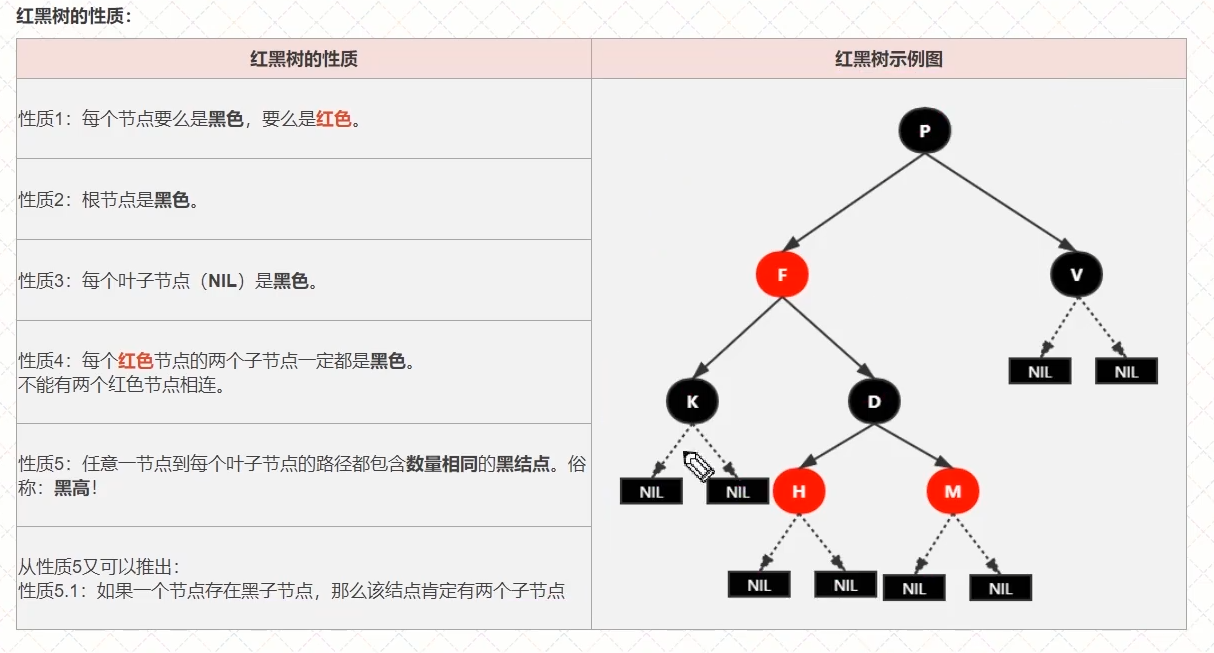 红黑树的性质：
红黑树的性质
红黑树示例图
性质1：每个节点要么是黑色，要么是红色。
性质2：根节点是黑色。
性质3：每个叶子节点（NIL）是黑色。
性质4：每个红色节点的两个子节点一定都是黑色。
不能有两个红色节点相连。
性质5：任意一节点到每个叶子节点的路径都包含数量相同的黑结点。俗
称：黑高！
从性质5又可以推出：
性质5.1：如果一个节点存在黑子节点，那么该结点肯定有两个子节点
P
F
V
NIL
NIL
K
D
NIL
NIL
H
M
NIL
NIL
NIL
NIL